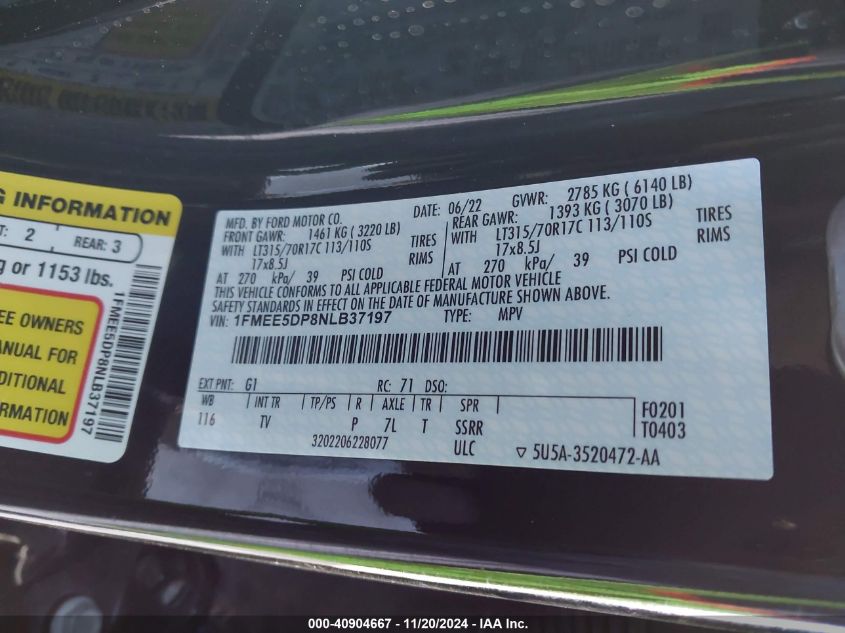 G INFORMATION
T: 2 REAR: 3
g or 1153 lbs.
EE OWNERS
ANUAL FOR
DITIONAL
ORMATION
1FMEE5DP8NLB37197
MFD. BY FORD MOTOR CO. DATE: 06/22 GVWR: 2785 KG ( 6140 LB)
FRONT GAWR: 1461 KG ( 3220 LB) REAR GAWR: 1393 KG ( 3070 LB)
WITH LT315/70R17C 113/110S TIRES WITH LT315/70R17C 113/110S TIRES
17x8.5J RIMS 17x8.5J RIMS
AT 270 kPa/ 39 PSI COLD AT 270 kPa/ 39 PSI COLD
THIS VEHICLE CONFORMS TO ALL APPLICABLE FEDERAL MOTOR VEHICLE
SAFETY STANDARDS IN EFFECT ON THE DATE OF MANUFACTURE SHOWN ABOVE.
VIN: 1FMEE5DP8NLB37197 TYPE: MPV
EXT PNT: G1 RC: 71 DSO:
WB INT TR TP/PS R AXLE TR SPR F0201
116 TV P 7L T SSRR T0403
3202206228077 ULC ▽ 5U5A-3520472-AA
000-40904667 - 11/20/2024 - IAA Inc.